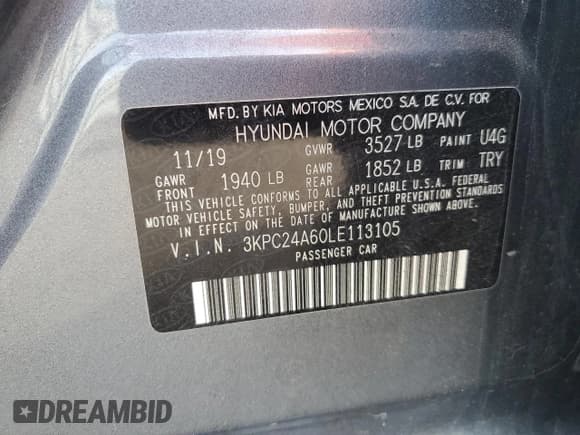 MFD. BY KIA MOTORS MEXICO S.A. DE C.V. FOR
HYUNDAI MOTOR COMPANY
11/19 GVWR 3527 LB PAINT U4G
GAWR FRONT 1940 LB GAWR REAR 1852 LB TRIM TRY
THIS VEHICLE CONFORMS TO ALL APPLICABLE U.S.A. FEDERAL
MOTOR VEHICLE SAFETY, BUMPER, AND THEFT PREVENTION STANDARDS
IN EFFECT ON THE DATE OF MANUFACTURE SHOWN ABOVE.
V.I.N. 3KPC24A60LE113105
PASSENGER CAR
DREAMBID